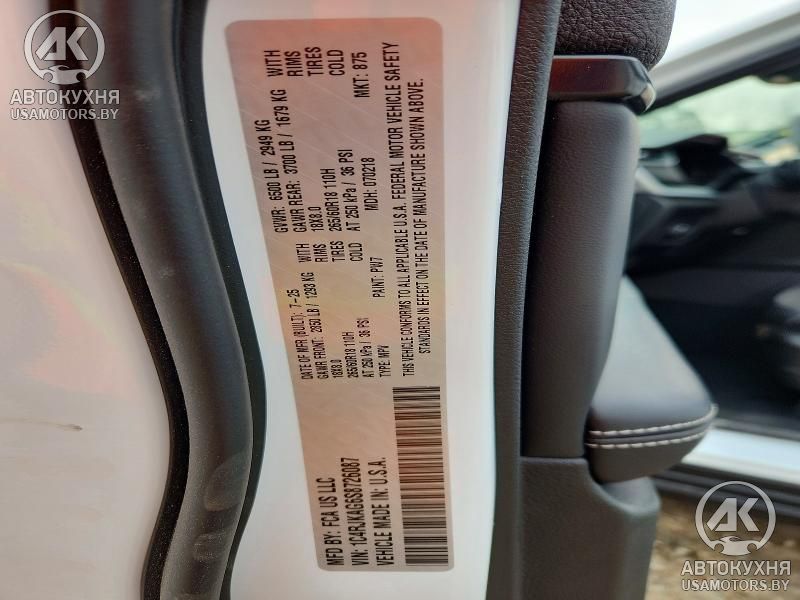 MFD BY: FCA US LLC
DATE OF MFR (BUILT): 7-25
GVWR: 6500 LB / 2949 KG
GAWR FRONT: 2850 LB / 1293 KG WITH
GAWR REAR: 3700 LB / 1679 KG WITH
18X8.0 RIMS
18X8.0 RIMS
265/60R18 110H TIRES
265/60R18 110H TIRES
AT 250 kPa / 36 PSI COLD
AT 250 kPa / 36 PSI COLD
VIN: 1C4RJKAG6S8726087
TYPE: MPV
PAINT: PW7
MDH: 070218
MKT: 875
VEHICLE MADE IN: U.S.A.
THIS VEHICLE CONFORMS TO ALL APPLICABLE U.S.A. FEDERAL MOTOR VEHICLE SAFETY
STANDARDS IN EFFECT ON THE DATE OF MANUFACTURE SHOWN ABOVE.
AK
АВТОКУХНЯ
USAMOTORS.BY
AK
АВТОКУХНЯ
USAMOTORS.BY